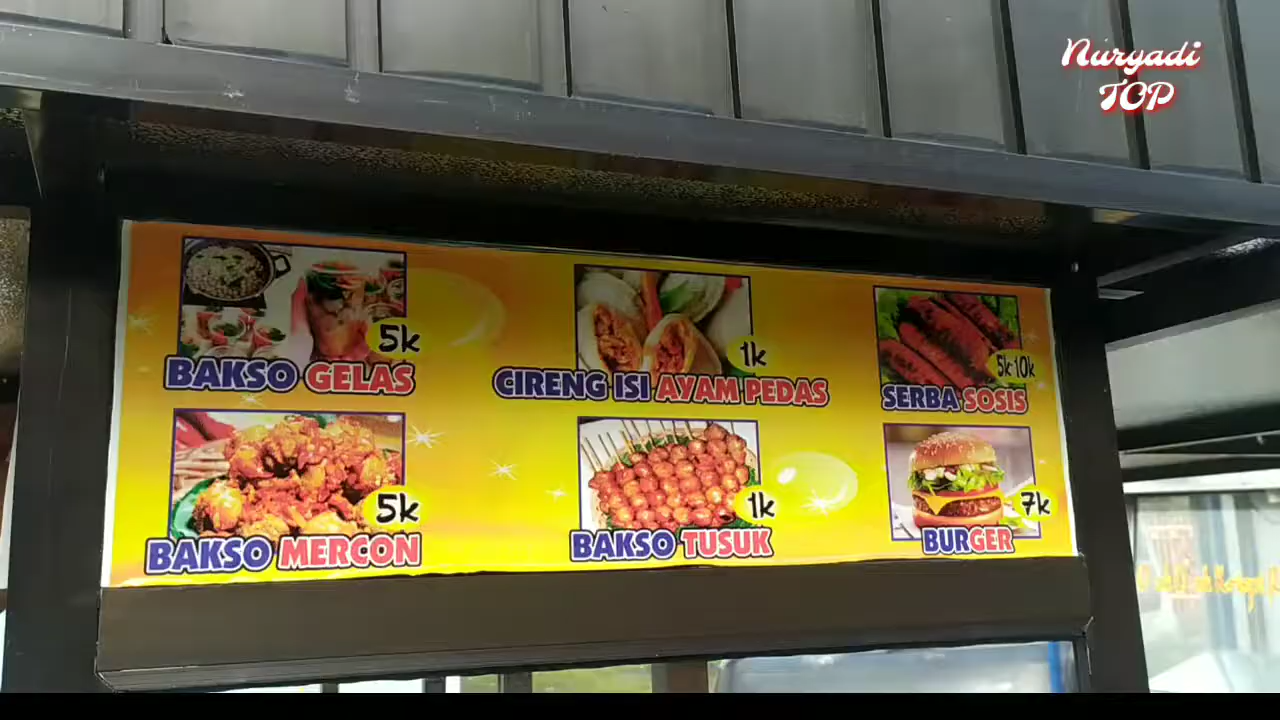 Nuryadi
TOP
5k
BAKSO GELAS
1k
CIRENG ISI AYAM PEDAS
5k 10k
SERBA SOSIS
5k
BAKSO MERCON
1k
BAKSO TUSUK
7k
BURGER